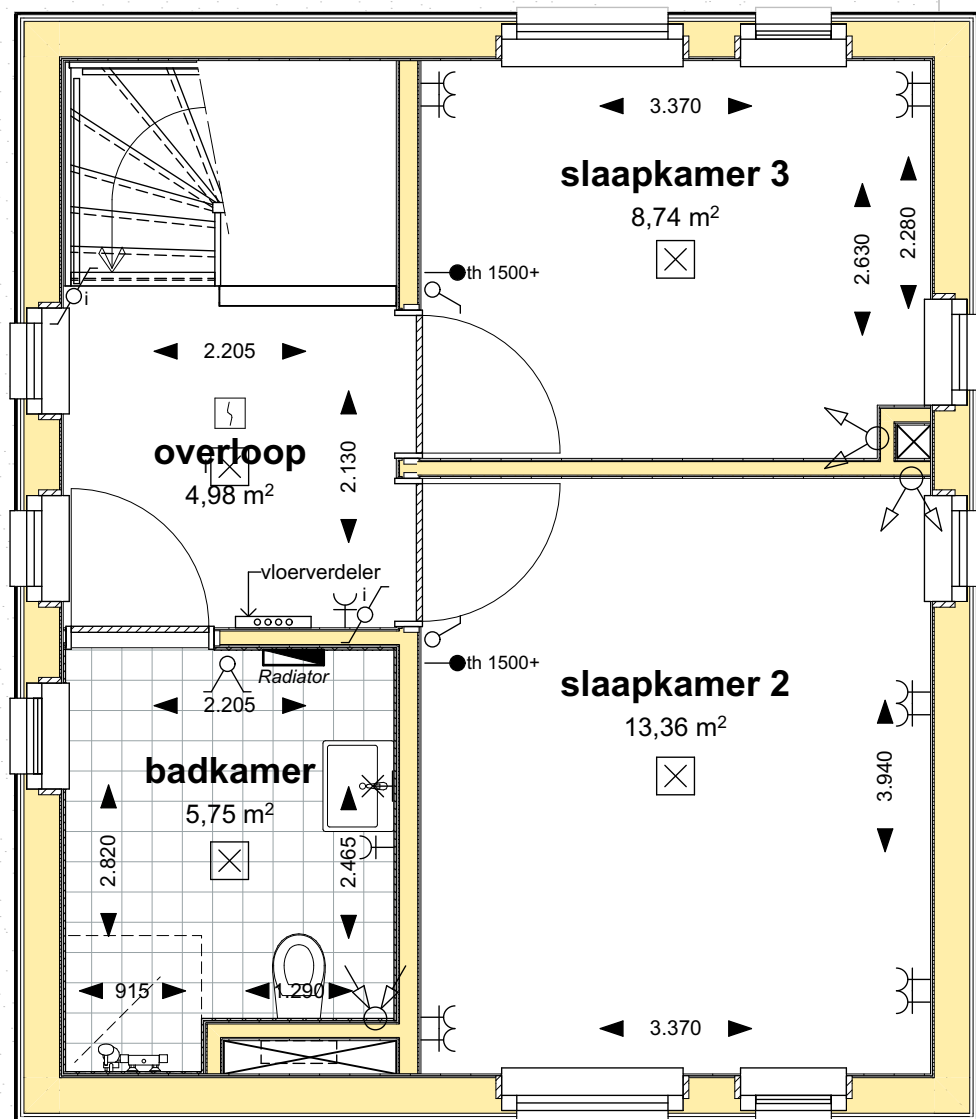 3.370
slaapkamer 3
8,74 m²
2.630
2.280
th 1500+
i
2.205
overloop
4,98 m²
2.130
vloerverdeler
i
Radiator
2.205
th 1500+
slaapkamer 2
13,36 m²
3.940
badkamer
5,75 m²
2.820
2.465
915
1.290
3.370